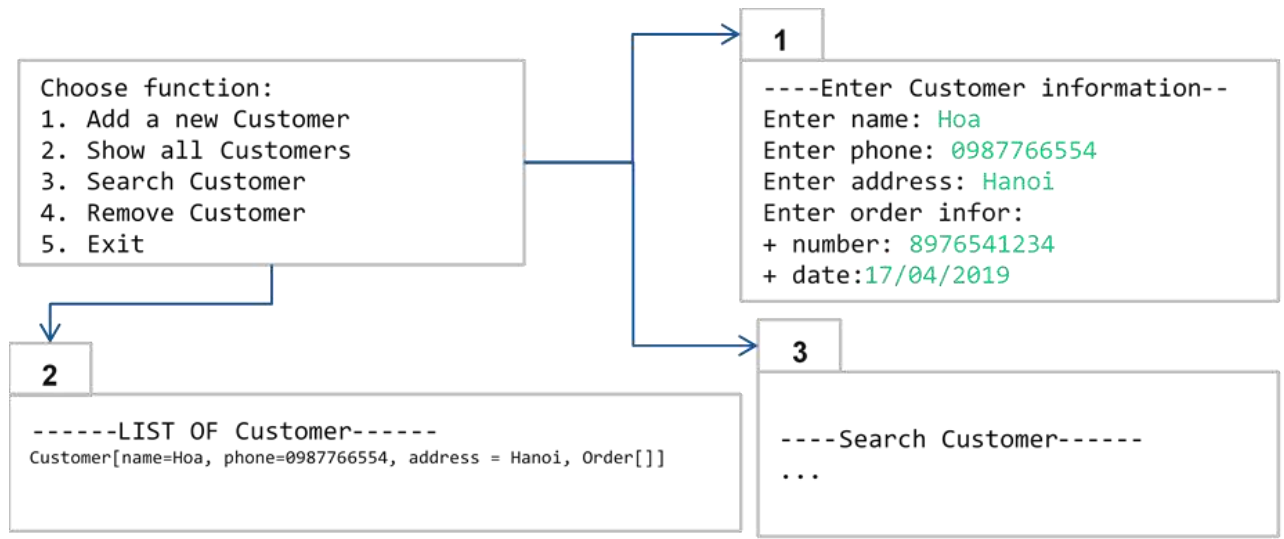 Choose function:
1. Add a new Customer
2. Show all Customers
3. Search Customer
4. Remove Customer
5. Exit
1
----Enter Customer information--
Enter name: Hoa
Enter phone: 0987766554
Enter address: Hanoi
Enter order infor:
+ number: 8976541234
+ date:17/04/2019
2
------LIST OF Customer------
Customer[name=Hoa, phone=0987766554, address = Hanoi, Order[]]
3
----Search Customer------
...